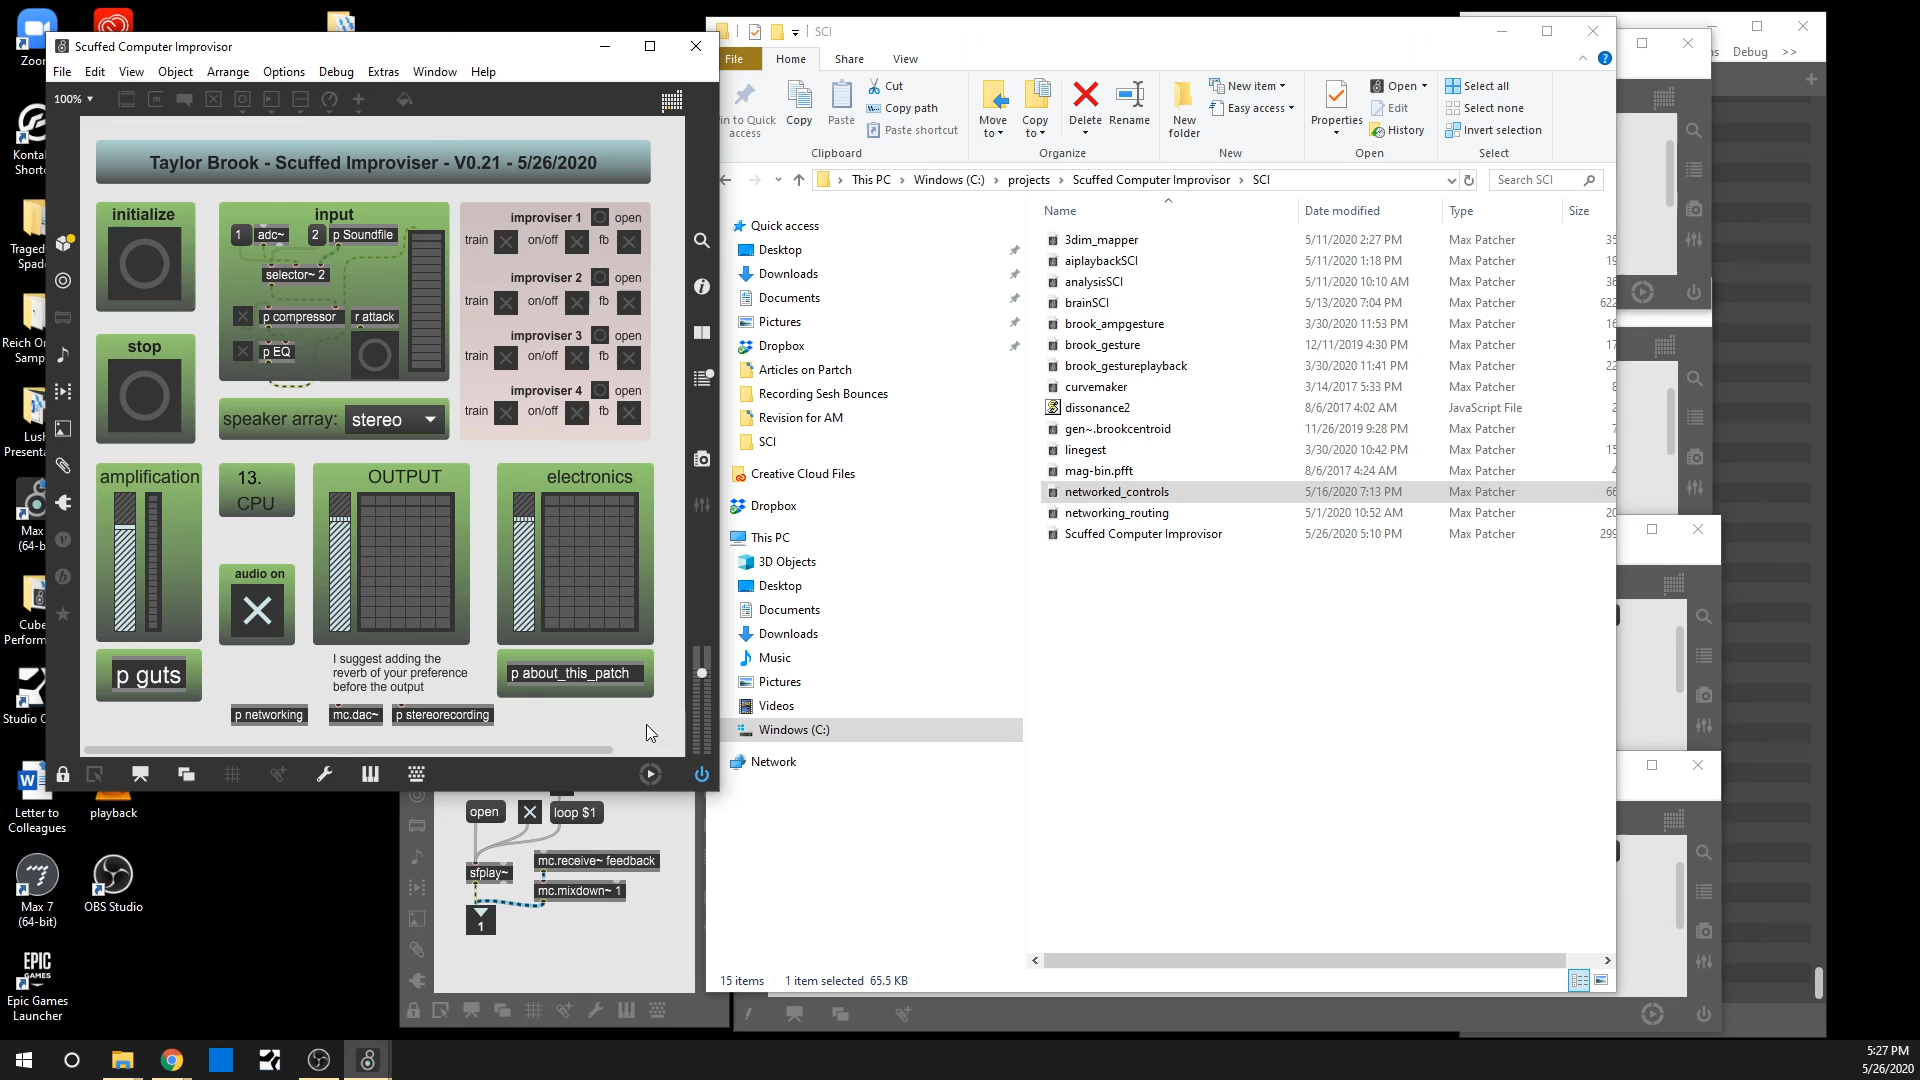 Scuffed Computer Improvisor
File Edit View Object Arrange Options Debug Extras Window Help
100%
Taylor Brook - Scuffed Improviser - V0.21 - 5/26/2020
initialize
stop
input
1 adc~ 2 p Soundfile
selector~ 2
p compressor r attack
p EQ
speaker array: stereo
improviser 1 open
train on/off fb
improviser 2 open
train on/off fb
improviser 3 open
train on/off fb
improviser 4 open
train on/off fb
amplification
13.
CPU
audio on
OUTPUT
electronics
p guts
I suggest adding the
reverb of your preference
before the output
p about_this_patch
p networking mc.dac~ p stereorecording
open loop $1
sfplay~
mc.receive~ feedback
mc.mixdown~ 1
1
SCI
File Home Share View
Copy
Paste
Cut
Copy path
Paste shortcut
Clipboard
Move
to
Copy
to
Delete
Rename
Organize
New
folder
New item
Easy access
New
Properties
Open
Edit
History
Open
Select all
Select none
Invert selection
Select
This PC Windows (C:) projects Scuffed Computer Improvisor SCI
Search SCI
Quick access
Desktop
Downloads
Documents
Pictures
Dropbox
Articles on Partch
Recording Sesh Bounces
Revision for AM
SCI
Creative Cloud Files
Dropbox
This PC
3D Objects
Desktop
Documents
Downloads
Music
Pictures
Videos
Windows (C:)
Network
Name Date modified Type Size
3dim_mapper 5/11/2020 2:27 PM Max Patcher
aiplaybackSCI 5/11/2020 1:18 PM Max Patcher
analysisSCI 5/11/2020 10:10 AM Max Patcher
brainSCI 5/13/2020 7:04 PM Max Patcher
brook_ampgesture 3/30/2020 11:53 PM Max Patcher
brook_gesture 12/11/2019 4:30 PM Max Patcher
brook_gestureplayback 3/30/2020 11:41 PM Max Patcher
curvemaker 3/14/2017 5:33 PM Max Patcher
dissonance2 8/6/2017 4:02 AM JavaScript File
gen~.brookcentroid 11/26/2019 9:28 PM Max Patcher
linegest 3/30/2020 10:42 PM Max Patcher
mag-bin.pfft 8/6/2017 4:24 AM Max Patcher
networked_controls 5/16/2020 7:13 PM Max Patcher
networking_routing 5/1/2020 10:52 AM Max Patcher
Scuffed Computer Improvisor 5/26/2020 5:10 PM Max Patcher
15 items 1 item selected 65.5 KB
Debug >>
Letter to
Colleagues
playback
Max 7
(64-bit)
OBS Studio
EPIC
GAMES
Epic Games
Launcher
5:27 PM
5/26/2020